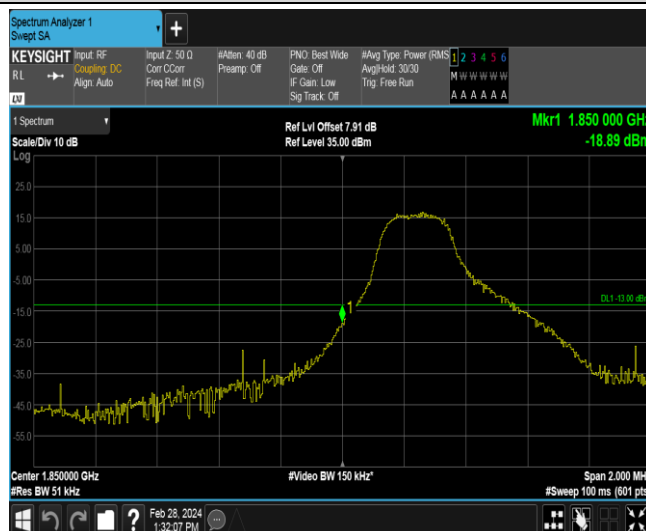 Spectrum Analyzer 1
Swept SA
+
KEYSIGHT
RL
LXI
Input: RF
Coupling: DC
Align: Auto
Input Z: 50 Ω
Corr CCorr
Freq Ref: Int (S)
#Atten: 40 dB
Preamp: Off
PNO: Best Wide
Gate: Off
IF Gain: Low
Sig Track: Off
#Avg Type: Power (RMS
Avg|Hold: 30/30
Trig: Free Run
1 2 3 4 5 6
M W W W W W
A A A A A A
1 Spectrum
Scale/Div 10 dB
Log
Ref Lvl Offset 7.91 dB
Ref Level 35.00 dBm
Mkr1 1.850 000 GHz
-18.89 dBm
25.0
15.0
5.00
-5.00
-15.0
-25.0
-35.0
-45.0
-55.0
1
DL1 -13.00 dBm
Center 1.850000 GHz
#Res BW 51 kHz
#Video BW 150 kHz*
Span 2.000 MH
#Sweep 100 ms (601 pts
?
Feb 28, 2024
1:32:07 PM